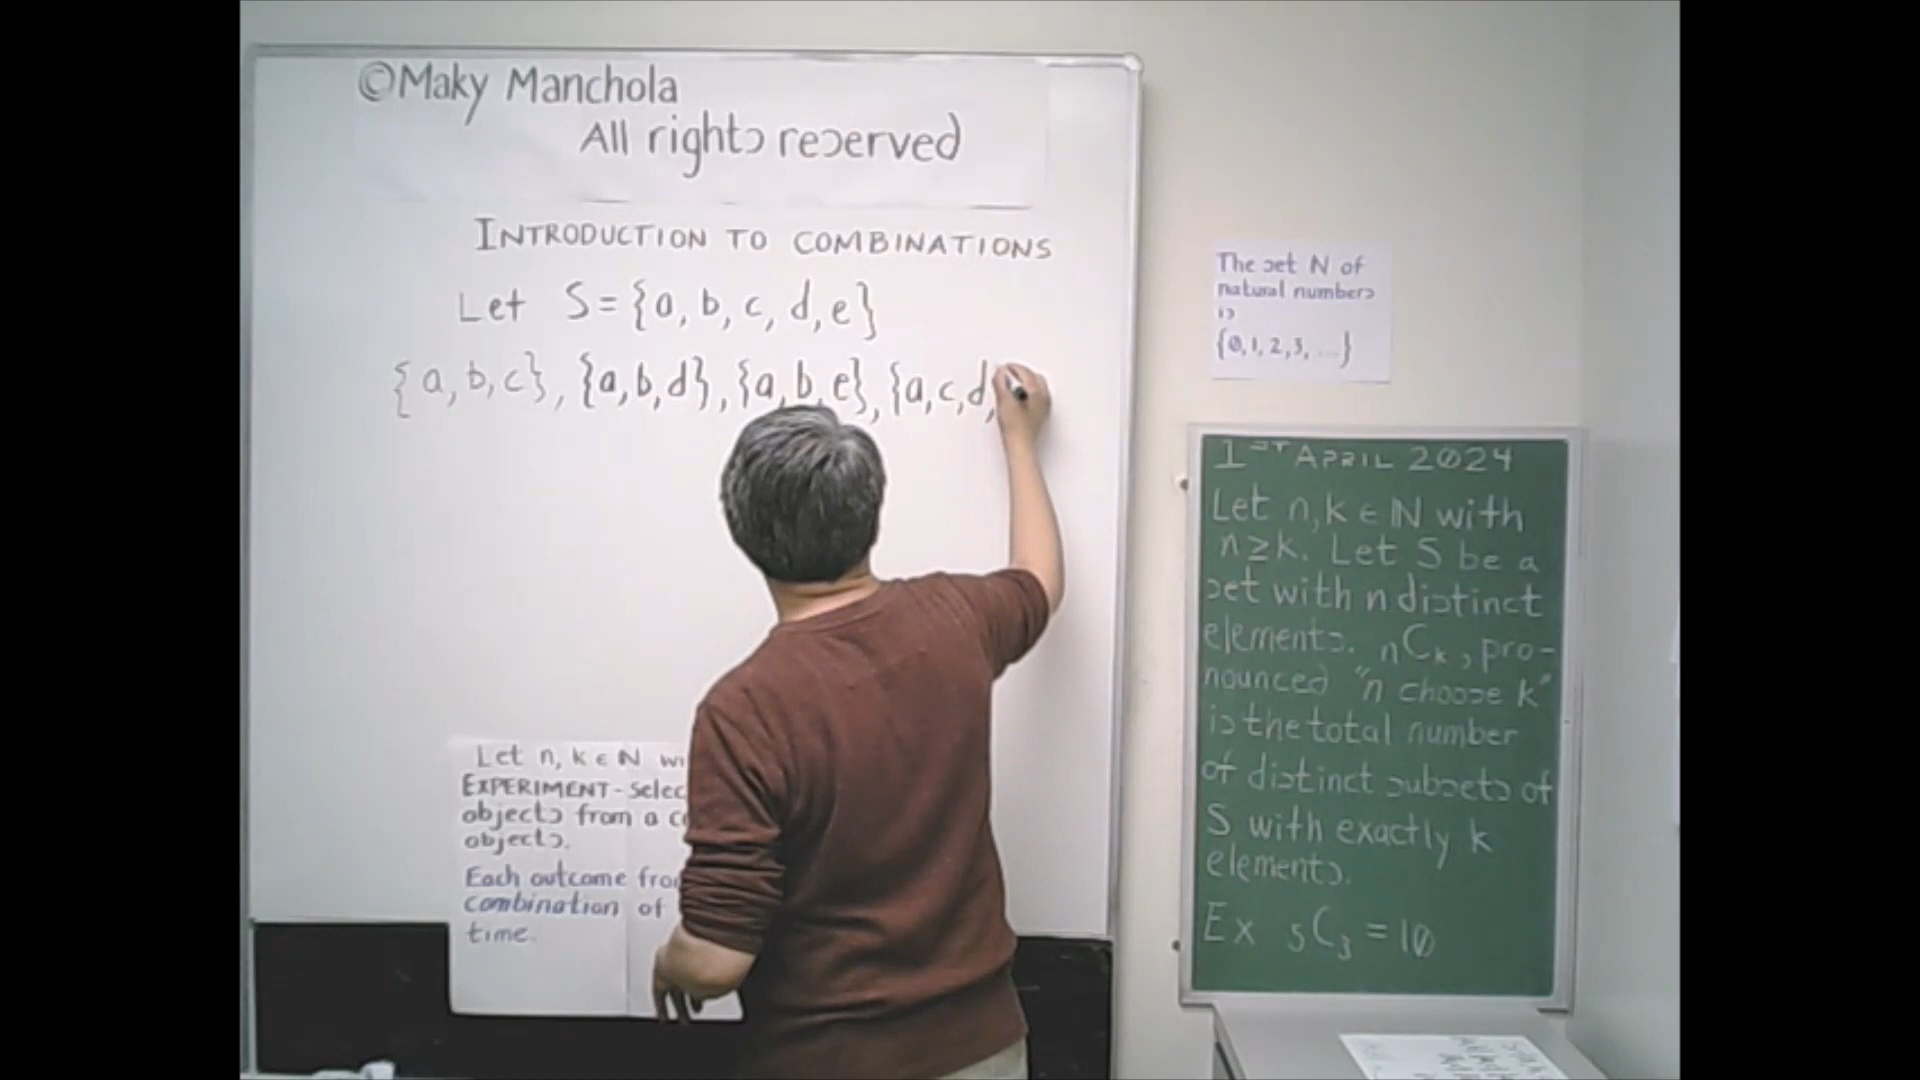 ©Maky Manchola
All rights reserved
INTRODUCTION TO COMBINATIONS
Let S = {a, b, c, d, e}
{a, b, c}, {a, b, d}, {a, b, e}, {a, c, d,
Let n, k ∈ N
EXPERIMENT -
objects from a
objects.
Each outcome
combination of
time.
The set N of
natural numbers
is
{0, 1, 2, 3, ...}
1ST APRIL 2024
Let n, k ∈ N with
n ≥ k. Let S be a
set with n distinct
elements. nCk, pro-
nounced "n choose k"
is the total number
of distinct subsets of
S with exactly k
elements.
Ex 5C3 = 10